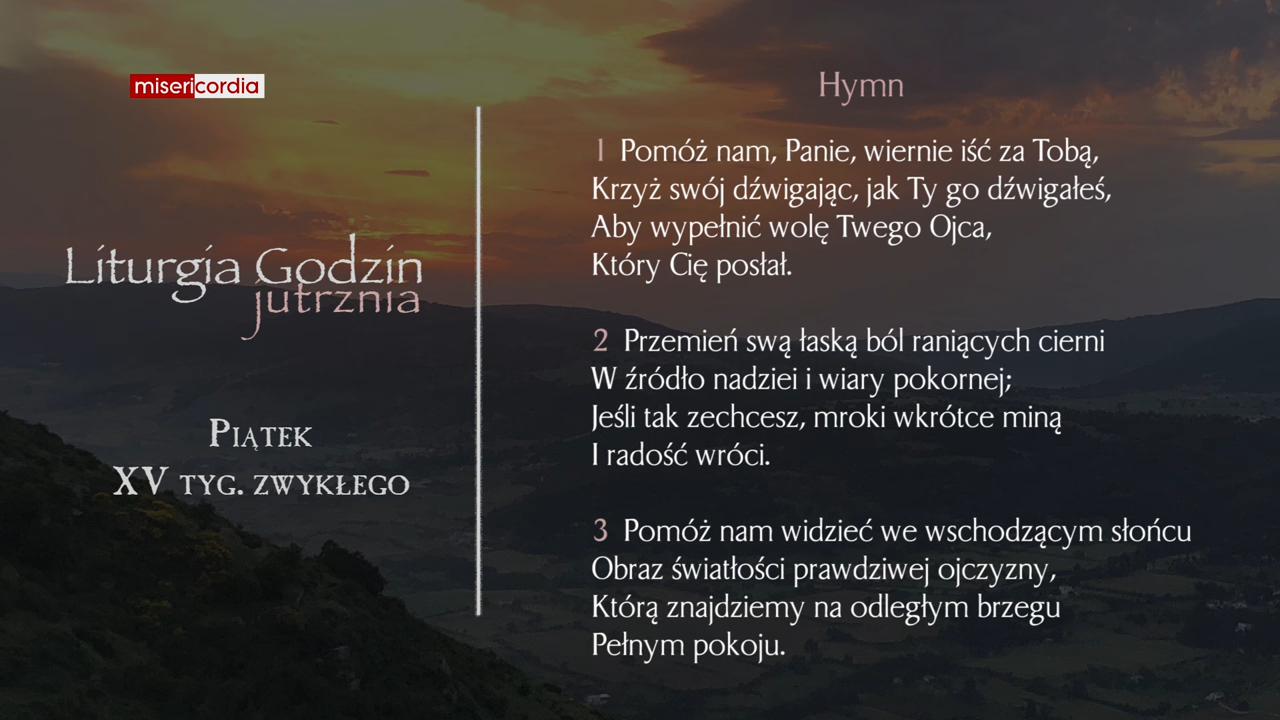 misericordia
Liturgia Godzin
jutrznia
Piątek
XV tyg. zwykłego
Hymn
1 Pomóż nam, Panie, wiernie iść za Tobą,
Krzyż swój dźwigając, jak Ty go dźwigałeś,
Aby wypełnić wolę Twego Ojca,
Który Cię posłał.
2 Przemień swą łaską ból raniących cierni
W źródło nadziei i wiary pokornej;
Jeśli tak zechcesz, mroki wkrótce miną
I radość wróci.
3 Pomóż nam widzieć we wschodzącym słońcu
Obraz światłości prawdziwej ojczyzny,
Którą znajdziemy na odległym brzegu
Pełnym pokoju.